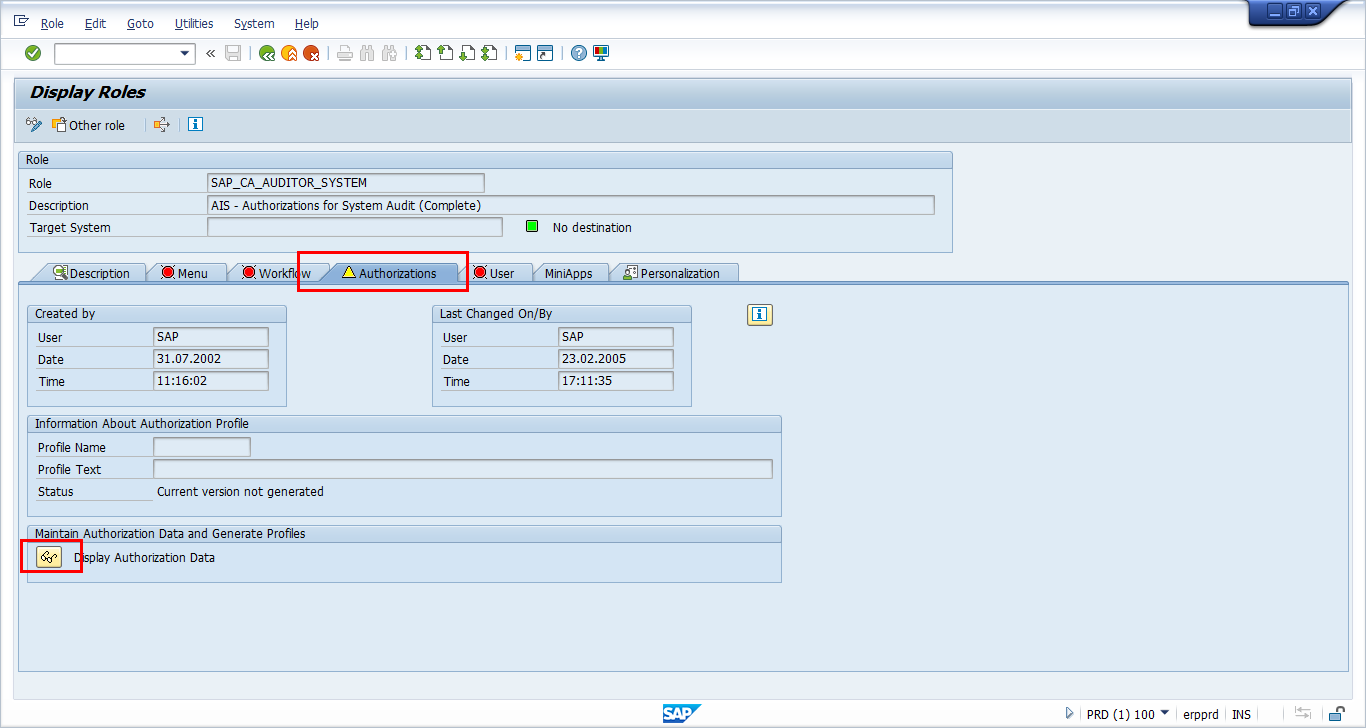 Role Edit Goto Utilities System Help
Display Roles
Other role
Role
Role SAP_CA_AUDITOR_SYSTEM
Description AIS - Authorizations for System Audit (Complete)
Target System No destination
Description Menu Workflow Authorizations User MiniApps Personalization
Created by Last Changed On/By
User SAP User SAP
Date 31.07.2002 Date 23.02.2005
Time 11:16:02 Time 17:11:35
Information About Authorization Profile
Profile Name
Profile Text
Status Current version not generated
Maintain Authorization Data and Generate Profiles
Display Authorization Data
SAP PRD (1) 100 erpprd INS